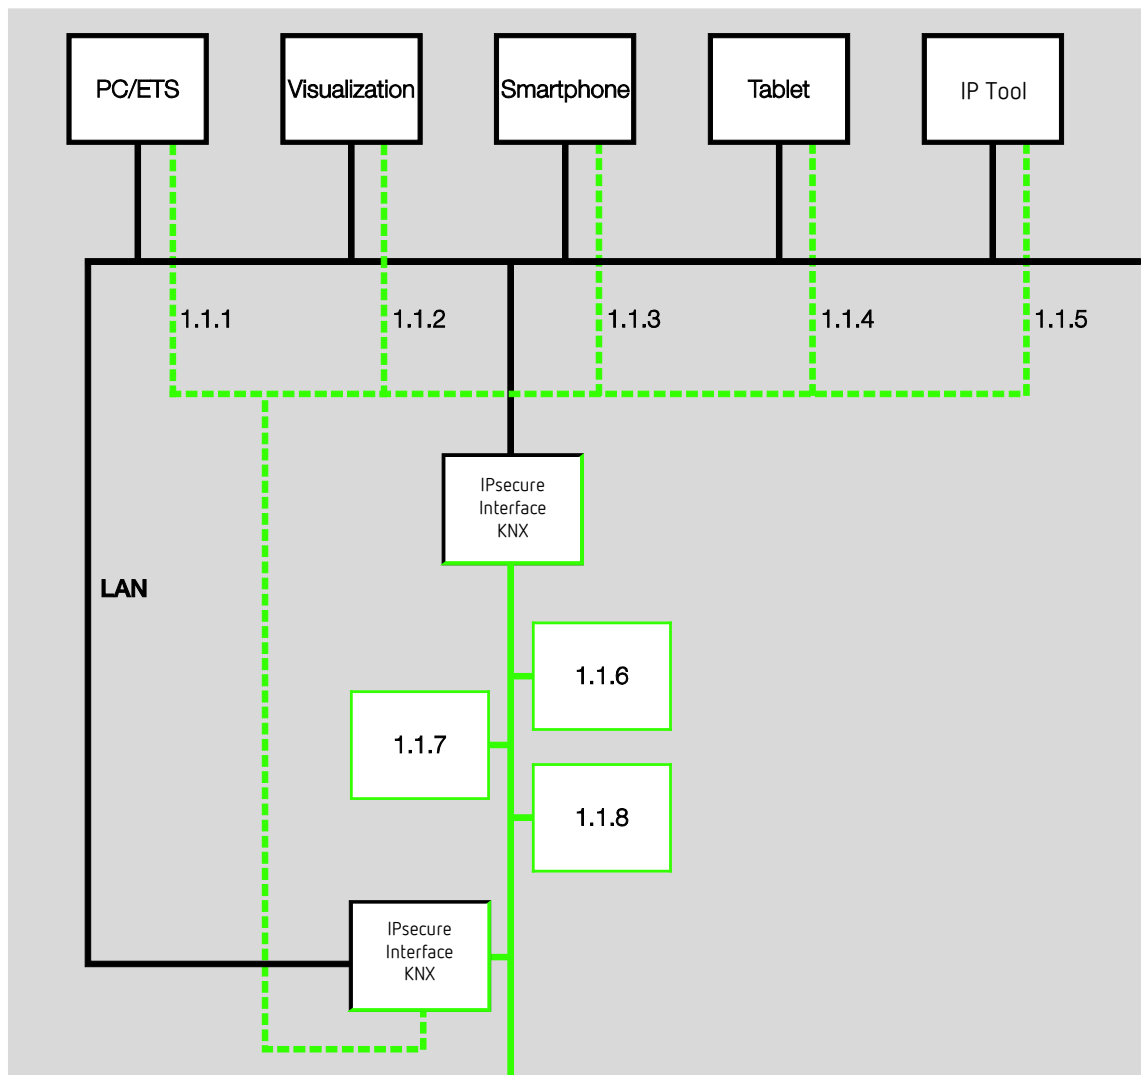 PC/ETS
Visualization
Smartphone
Tablet
IP Tool
1.1.1
1.1.2
1.1.3
1.1.4
1.1.5
IPsecure
Interface
KNX
LAN
1.1.6
1.1.7
1.1.8
IPsecure
Interface
KNX